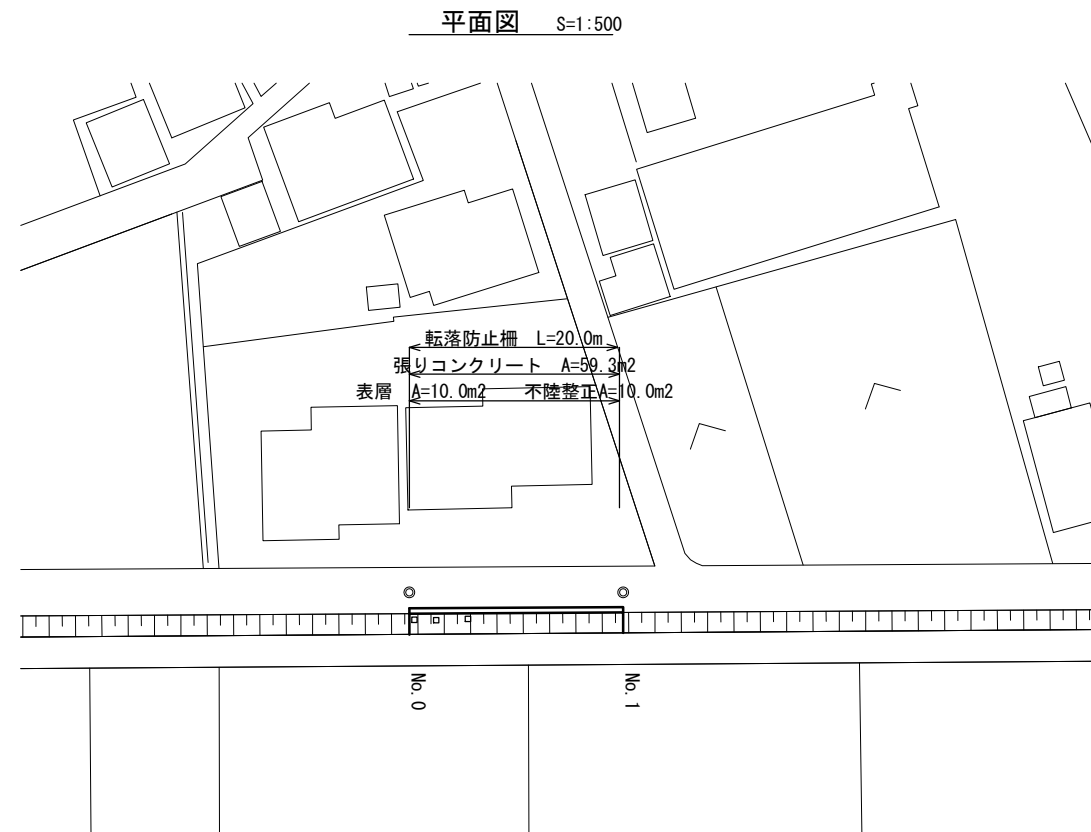 平面図 S=1:500
転落防止柵 L=20.0m
張りコンクリート A=59.3m2
表層 A=10.0m2 不陸整正A=10.0m2
No.0
No.1